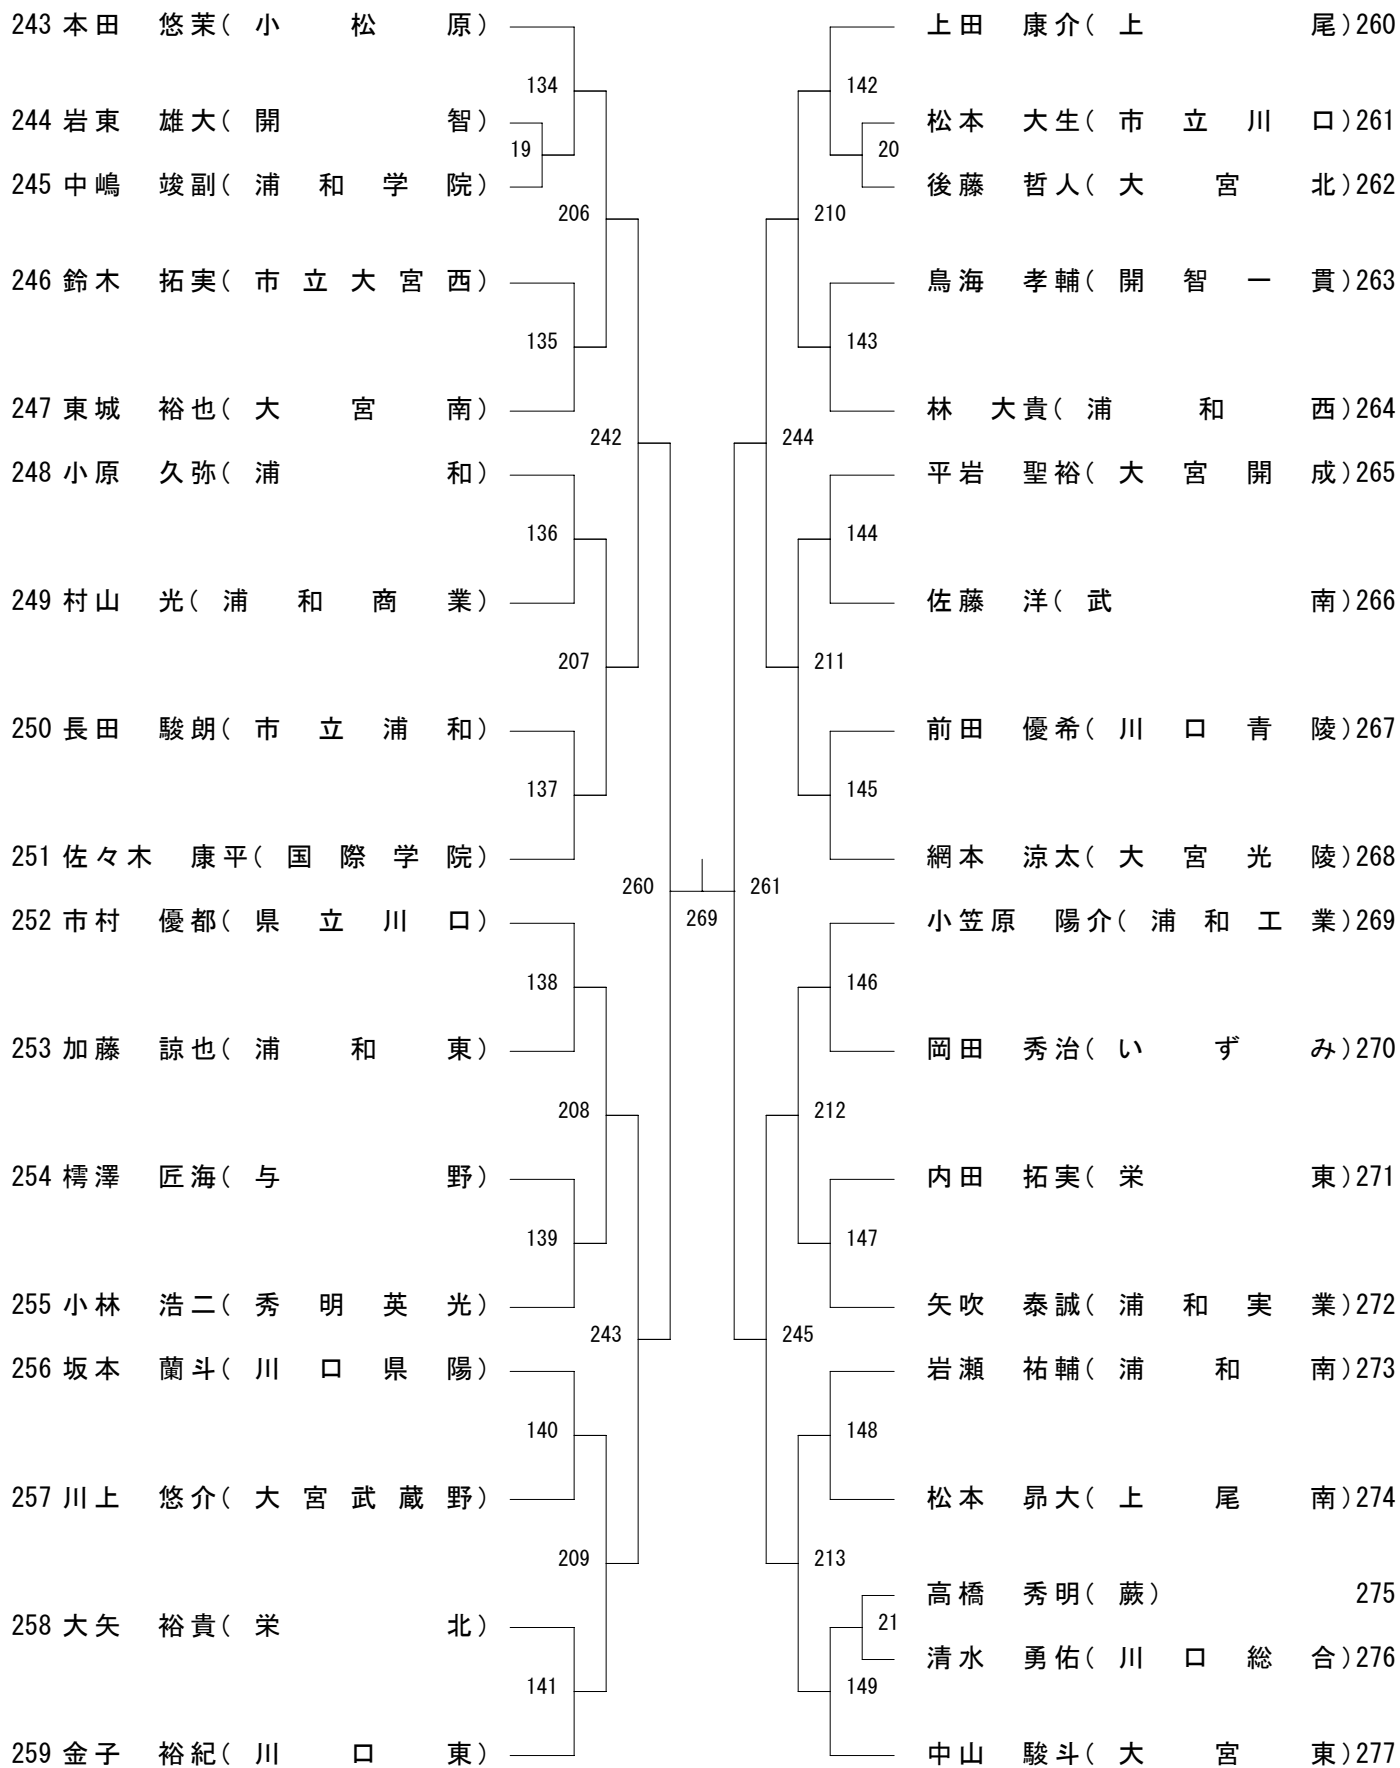 243 本田 悠茉( 小 松 原 )
134
244 岩東 雄大( 開 智 )
19
245 中嶋 竣副( 浦 和 学 院 )
206
246 鈴木 拓実( 市 立 大 宮 西 )
135
247 東城 裕也( 大 宮 南 )
242
248 小原 久弥( 浦 和 )
136
249 村山 光( 浦 和 商 業 )
207
250 長田 駿朗( 市 立 浦 和 )
137
251 佐々木 康平( 国 際 学 院 )
260
252 市村 優都( 県 立 川 口 )
138
253 加藤 諒也( 浦 和 東 )
208
254 樗澤 匠海( 与 野 )
139
255 小林 浩二( 秀 明 英 光 )
243
256 坂本 蘭斗( 川 口 県 陽 )
140
257 川上 悠介( 大 宮 武 蔵 野 )
209
258 大矢 裕貴( 栄 北 )
141
259 金子 裕紀( 川 口 東 )
269
上田 康介( 上 尾 )260
142
松本 大生( 市 立 川 口 )261
20
後藤 哲人( 大 宮 北 )262
210
鳥海 孝輔( 開 智 一 貫 )263
143
林 大貴( 浦 和 西 )264
244
平岩 聖裕( 大 宮 開 成 )265
144
佐藤 洋( 武 南 )266
211
前田 優希( 川 口 青 陵 )267
145
網本 涼太( 大 宮 光 陵 )268
261
小笠原 陽介( 浦 和 工 業 )269
146
岡田 秀治( い ず み )270
212
内田 拓実( 栄 東 )271
147
矢吹 泰誠( 浦 和 実 業 )272
245
岩瀬 祐輔( 浦 和 南 )273
148
松本 昴大( 上 尾 南 )274
213
高橋 秀明( 蕨 ) 275
21
清水 勇佑( 川 口 総 合 )276
149
中山 駿斗( 大 宮 東 )277